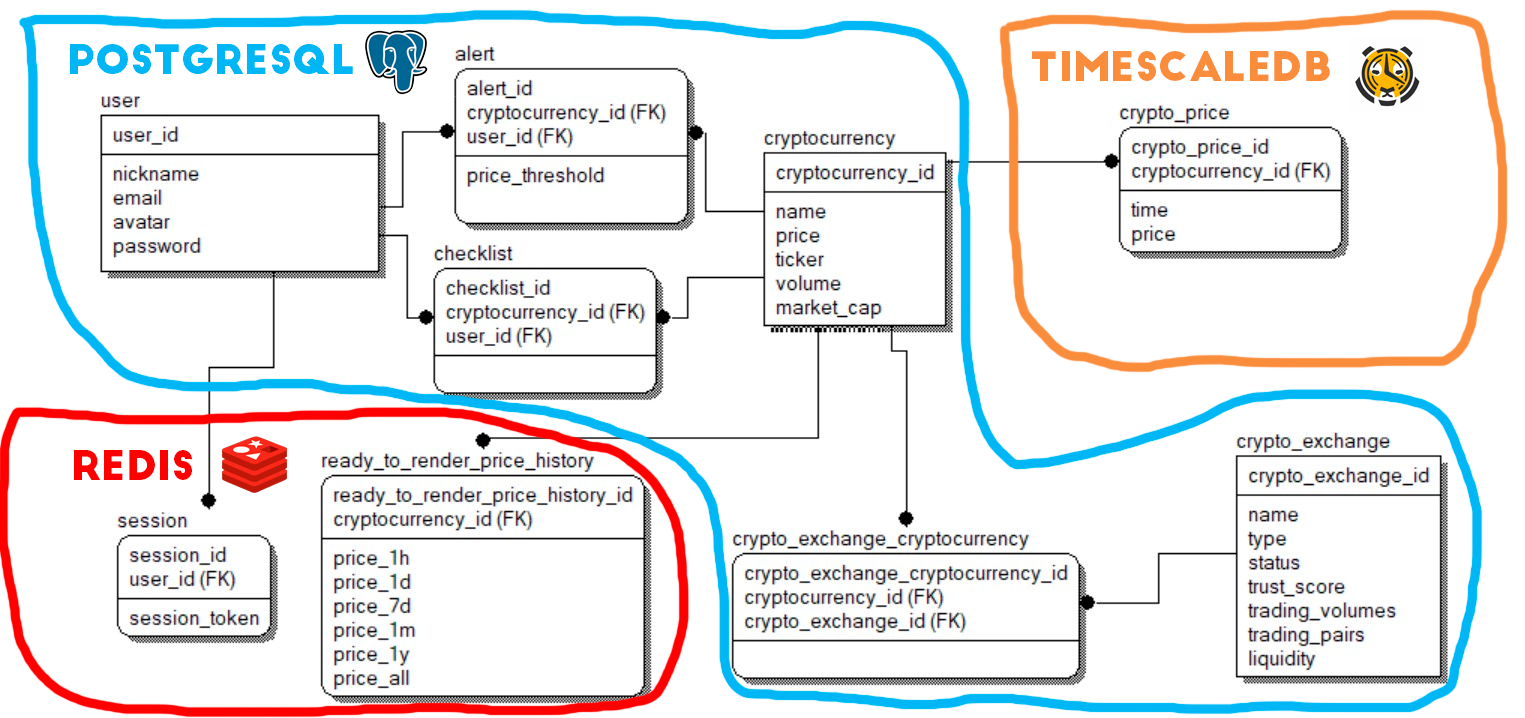 POSTGRESQL
user
user_id
nickname
email
avatar
password
alert
alert_id
cryptocurrency_id (FK)
user_id (FK)
price_threshold
checklist
checklist_id
cryptocurrency_id (FK)
user_id (FK)
cryptocurrency
cryptocurrency_id
name
price
ticker
volume
market_cap
TIMESCALEDB
crypto_price
crypto_price_id
cryptocurrency_id (FK)
time
price
REDIS
session
session_id
user_id (FK)
session_token
ready_to_render_price_history
ready_to_render_price_history_id
cryptocurrency_id (FK)
price_1h
price_1d
price_7d
price_1m
price_1y
price_all
crypto_exchange_cryptocurrency
crypto_exchange_cryptocurrency_id
cryptocurrency_id (FK)
crypto_exchange_id (FK)
crypto_exchange
crypto_exchange_id
name
type
status
trust_score
trading_volumes
trading_pairs
liquidity